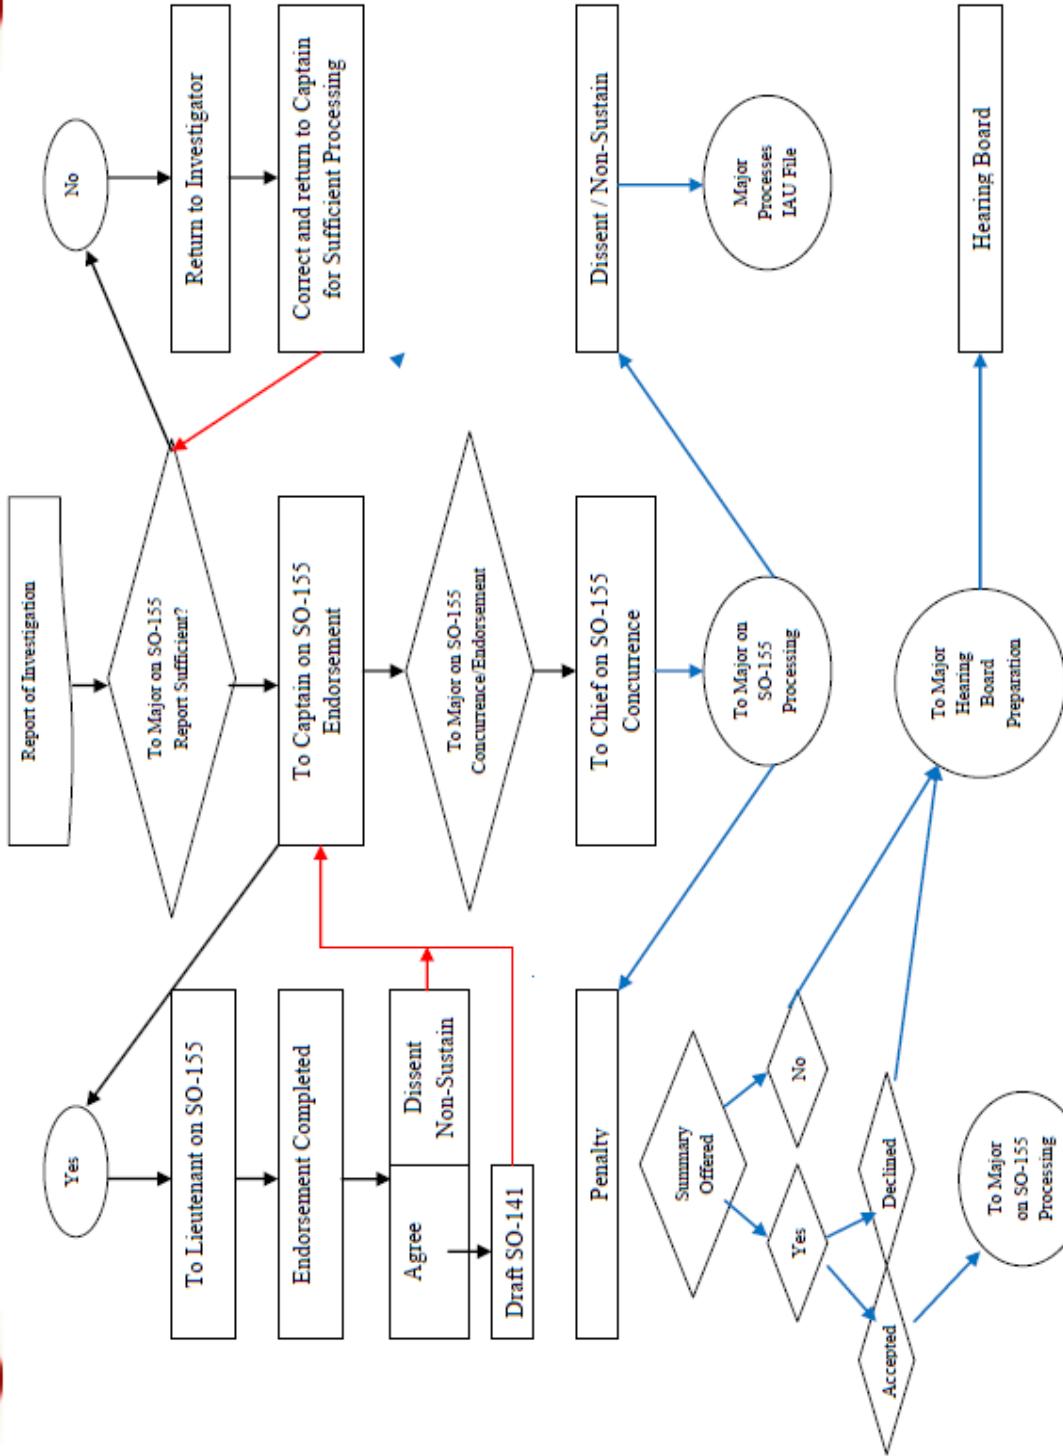 Report of Investigation
To Major on SO-155
Report Sufficient?
No
Return to Investigator
Correct and return to Captain
for Sufficient Processing
To Captain on SO-155
Endorsement
Yes
To Lieutenant on SO-155
Endorsement Completed
Agree
Dissent
Non-Sustain
Draft SO-141
To Major on SO-155
Concurrence/Endorsement
To Chief on SO-155
Concurrence
To Major on
SO-155
Processing
Dissent / Non-Sustain
Major
Processes
IAU File
Penalty
Summary
Offered
Yes
No
Accepted
Declined
To Major
on SO-155
Processing
To Major
Hearing
Board
Preparation
Hearing Board